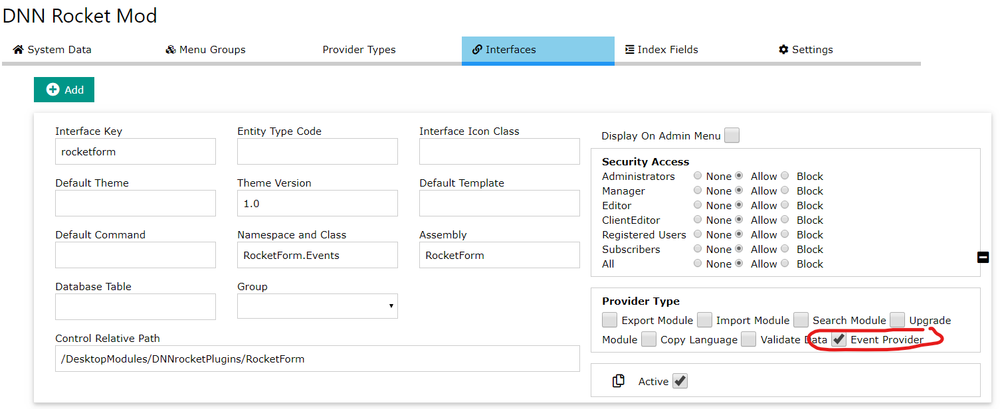 DNN Rocket Mod
System Data Menu Groups Provider Types Interfaces Index Fields Settings
Add
Interface Key Entity Type Code Interface Icon Class
rocketform
Default Theme Theme Version Default Template
1.0
Default Command Namespace and Class Assembly
RocketForm.Events RocketForm
Database Table Group
Control Relative Path
/DesktopModules/DNNrocketPlugins/RocketForm
Display On Admin Menu
Security Access
Administrators None Allow Block
Manager None Allow Block
Editor None Allow Block
ClientEditor None Allow Block
Registered Users None Allow Block
Subscribers None Allow Block
All None Allow Block
Provider Type
Export Module Import Module Search Module Upgrade
Module Copy Language Validate Data Event Provider
Active